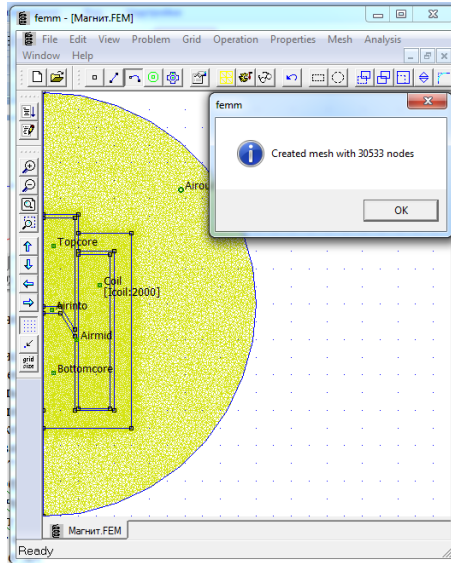 femm - [Магнит.FEM]
File Edit View Problem Grid Operation Properties Mesh Analysis
Window Help
femm
Created mesh with 30533 nodes
OK
Topcore
Coil
[Icoil:2000]
Airinto
Airmid
Bottomcore
grid
size
Магнит.FEM
Ready